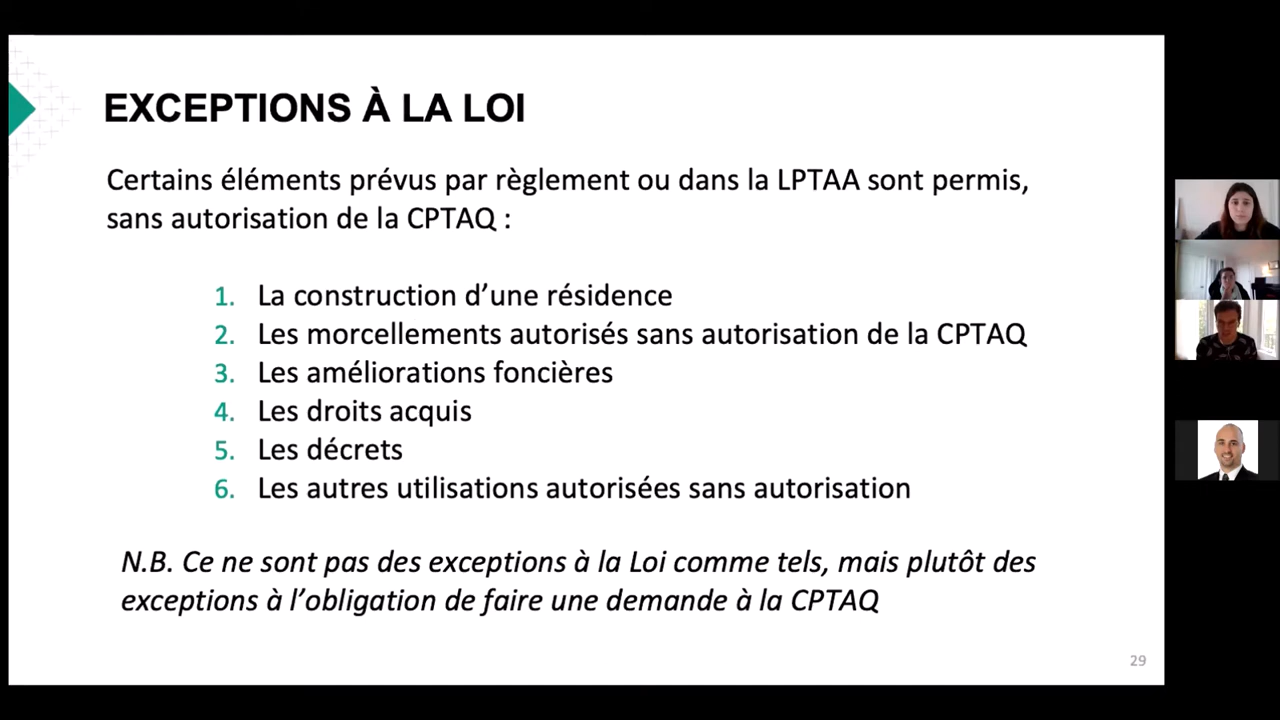 EXCEPTIONS À LA LOI
Certains éléments prévus par règlement ou dans la LPTAA sont permis,
sans autorisation de la CPTAQ :
1. La construction d’une résidence
2. Les morcellements autorisés sans autorisation de la CPTAQ
3. Les améliorations foncières
4. Les droits acquis
5. Les décrets
6. Les autres utilisations autorisées sans autorisation
N.B. Ce ne sont pas des exceptions à la Loi comme tels, mais plutôt des
exceptions à l’obligation de faire une demande à la CPTAQ
29